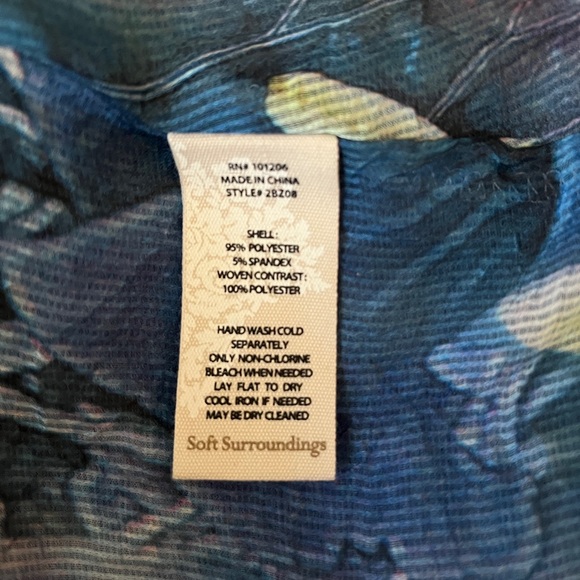 RN# 101206
MADE IN CHINA
STYLE# 2BZ08
SHELL:
95% POLYESTER
5% SPANDEX
WOVEN CONTRAST:
100% POLYESTER
HAND WASH COLD
SEPARATELY
ONLY NON-CHLORINE
BLEACH WHEN NEEDED
LAY FLAT TO DRY
COOL IRON IF NEEDED
MAY BE DRY CLEANED
Soft Surroundings